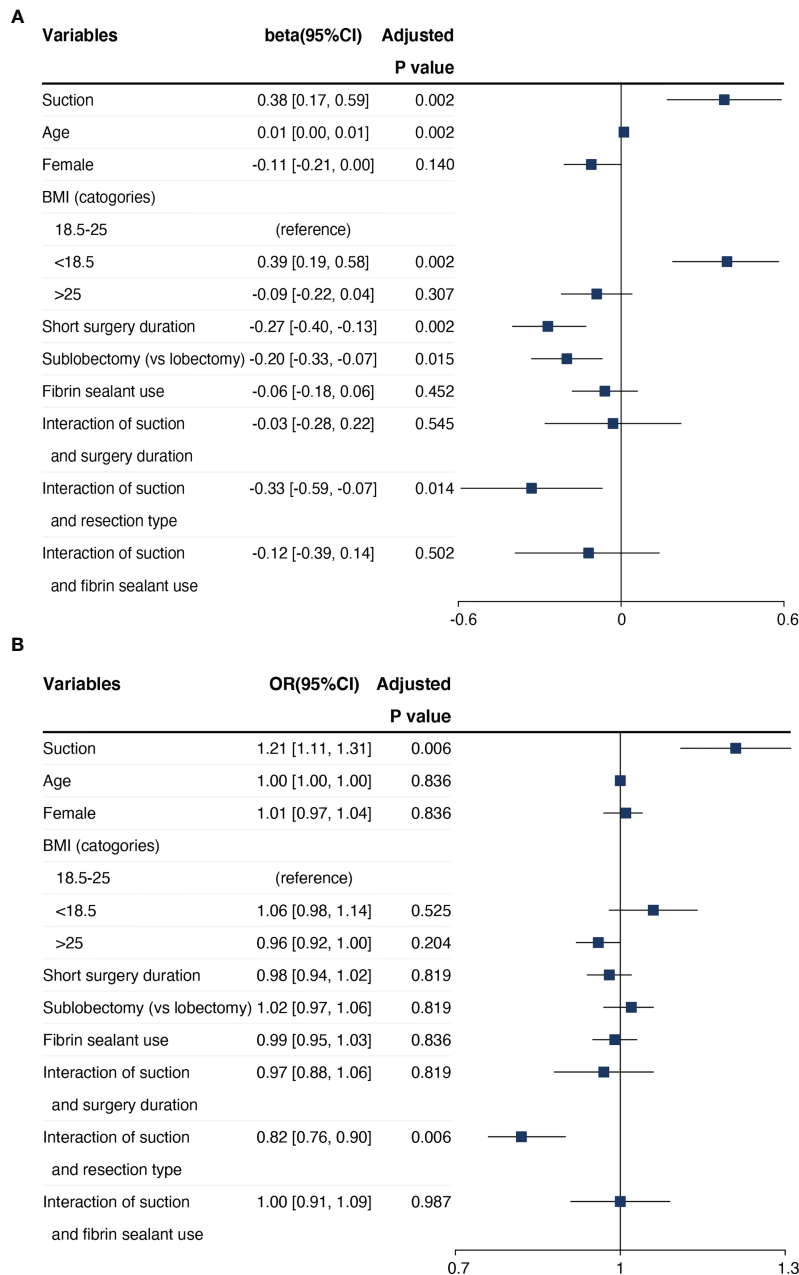 A
Variables beta(95%CI) Adjusted
P value
Suction 0.38 [0.17, 0.59] 0.002
Age 0.01 [0.00, 0.01] 0.002
Female -0.11 [-0.21, 0.00] 0.140
BMI (catogories)
18.5-25 (reference)
<18.5 0.39 [0.19, 0.58] 0.002
>25 -0.09 [-0.22, 0.04] 0.307
Short surgery duration -0.27 [-0.40, -0.13] 0.002
Sublobectomy (vs lobectomy) -0.20 [-0.33, -0.07] 0.015
Fibrin sealant use -0.06 [-0.18, 0.06] 0.452
Interaction of suction -0.03 [-0.28, 0.22] 0.545
and surgery duration
Interaction of suction -0.33 [-0.59, -0.07] 0.014
and resection type
Interaction of suction -0.12 [-0.39, 0.14] 0.502
and fibrin sealant use
-0.6 0 0.6
B
Variables OR(95%CI) Adjusted
P value
Suction 1.21 [1.11, 1.31] 0.006
Age 1.00 [1.00, 1.00] 0.836
Female 1.01 [0.97, 1.04] 0.836
BMI (catogories)
18.5-25 (reference)
<18.5 1.06 [0.98, 1.14] 0.525
>25 0.96 [0.92, 1.00] 0.204
Short surgery duration 0.98 [0.94, 1.02] 0.819
Sublobectomy (vs lobectomy) 1.02 [0.97, 1.06] 0.819
Fibrin sealant use 0.99 [0.95, 1.03] 0.836
Interaction of suction 0.97 [0.88, 1.06] 0.819
and surgery duration
Interaction of suction 0.82 [0.76, 0.90] 0.006
and resection type
Interaction of suction 1.00 [0.91, 1.09] 0.987
and fibrin sealant use
0.7 1 1.3